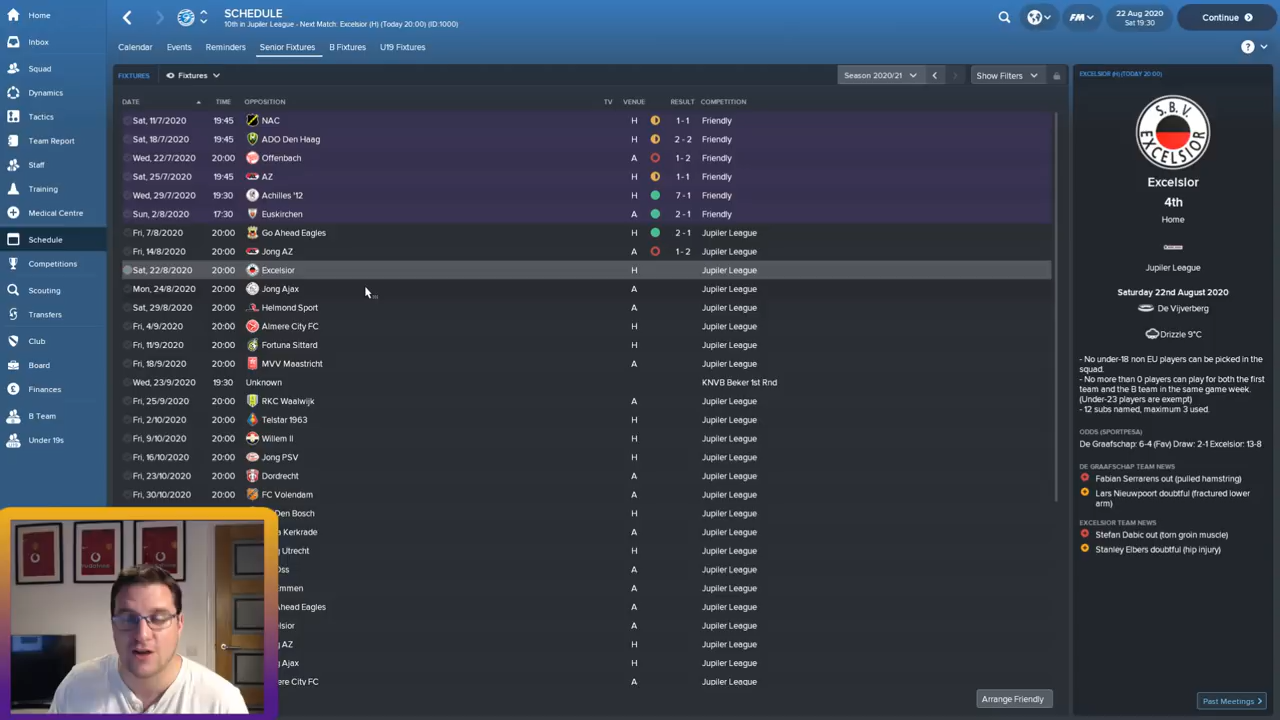 Home
Inbox
Squad
Dynamics
Tactics
Team Report
Staff
Training
Medical Centre
Schedule
Competitions
Scouting
Transfers
Club
Board
Finances
B Team
Under 19s
SCHEDULE
10th in Jupiler League - Next Match: Excelsior (H) (Today 20:00) (ID:1000)
FM
22 Aug 2020
Sat 19:30
Continue
Calendar Events Reminders Senior Fixtures B Fixtures U19 Fixtures
?
FIXTURES Fixtures Season 2020/21 Show Filters
DATE TIME OPPOSITION TV VENUE RESULT COMPETITION
Sat, 11/7/2020 19:45 NAC H 1-1 Friendly
Sat, 18/7/2020 19:45 ADO Den Haag H 2-2 Friendly
Wed, 22/7/2020 20:00 Offenbach A 1-2 Friendly
Sat, 25/7/2020 19:45 AZ H 1-1 Friendly
Wed, 29/7/2020 19:30 Achilles '12 H 7-1 Friendly
Sun, 2/8/2020 17:30 Euskirchen A 2-1 Friendly
Fri, 7/8/2020 20:00 Go Ahead Eagles H 2-1 Jupiler League
Fri, 14/8/2020 20:00 Jong AZ A 1-2 Jupiler League
Sat, 22/8/2020 20:00 Excelsior H Jupiler League
Mon, 24/8/2020 20:00 Jong Ajax A Jupiler League
Sat, 29/8/2020 20:00 Helmond Sport A Jupiler League
Fri, 4/9/2020 20:00 Almere City FC H Jupiler League
Fri, 11/9/2020 20:00 Fortuna Sittard H Jupiler League
Fri, 18/9/2020 20:00 MVV Maastricht A Jupiler League
Wed, 23/9/2020 19:30 Unknown KNVB Beker 1st Rnd
Fri, 25/9/2020 20:00 RKC Waalwijk A Jupiler League
Fri, 2/10/2020 20:00 Telstar 1963 H Jupiler League
Fri, 9/10/2020 20:00 Willem II A Jupiler League
Fri, 16/10/2020 20:00 Jong PSV H Jupiler League
Fri, 23/10/2020 20:00 Dordrecht A Jupiler League
Fri, 30/10/2020 20:00 FC Volendam A Jupiler League
Den Bosch H Jupiler League
Kerkrade A Jupiler League
Utrecht H Jupiler League
Oss A Jupiler League
Emmen H Jupiler League
Ahead Eagles A Jupiler League
elsior A Jupiler League
AZ H Jupiler League
Ajax H Jupiler League
ere City FC A Jupiler League
Arrange Friendly
EXCELSIOR (H) (TODAY 20:00)
S.B.V.
EXCELSIOR
Excelsior
4th
Home
Jupiler League
Saturday 22nd August 2020
De Vijverberg
Drizzle 9°C
- No under-18 non EU players can be picked in the
squad.
- No more than 0 players can play for both the first
team and the B team in the same game week.
(Under-23 players are exempt)
- 12 subs named, maximum 3 used.
ODDS (SPORTPESA)
De Graafschap: 6-4 (Fav) Draw: 2-1 Excelsior: 13-8
DE GRAAFSCHAP TEAM NEWS
Fabian Serrarens out (pulled hamstring)
Lars Nieuwpoort doubtful (fractured lower
arm)
EXCELSIOR TEAM NEWS
Stefan Dabic out (torn groin muscle)
Stanley Elbers doubtful (hip injury)
Past Meetings